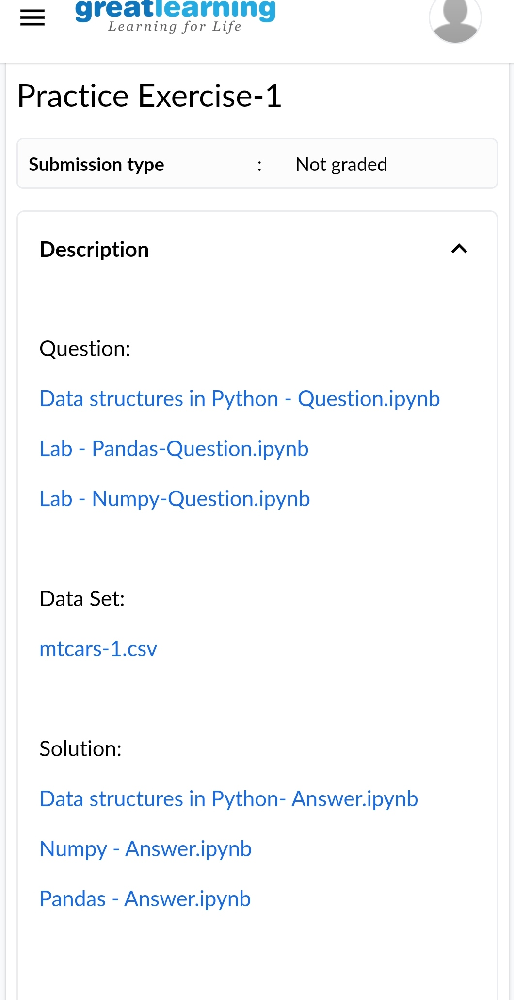 greatlearning
Learning for Life
Practice Exercise-1
Submission type : Not graded
Description
Question:
Data structures in Python - Question.ipynb
Lab - Pandas-Question.ipynb
Lab - Numpy-Question.ipynb
Data Set:
mtcars-1.csv
Solution:
Data structures in Python- Answer.ipynb
Numpy - Answer.ipynb
Pandas - Answer.ipynb